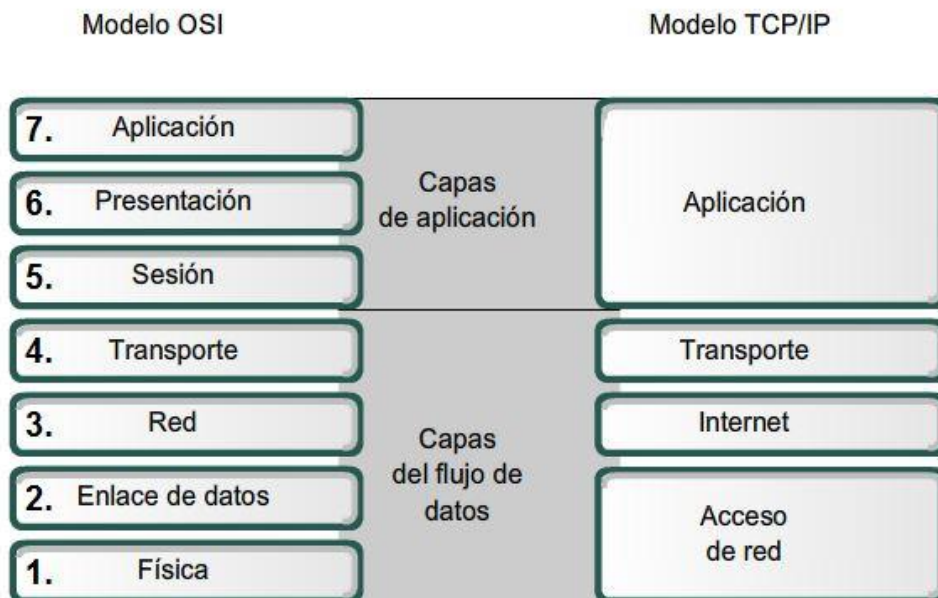 Modelo OSI
Modelo TCP/IP
7. Aplicación
6. Presentación
5. Sesión
4. Transporte
3. Red
2. Enlace de datos
1. Física
Capas
de aplicación
Capas
del flujo de
datos
Aplicación
Transporte
Internet
Acceso
de red